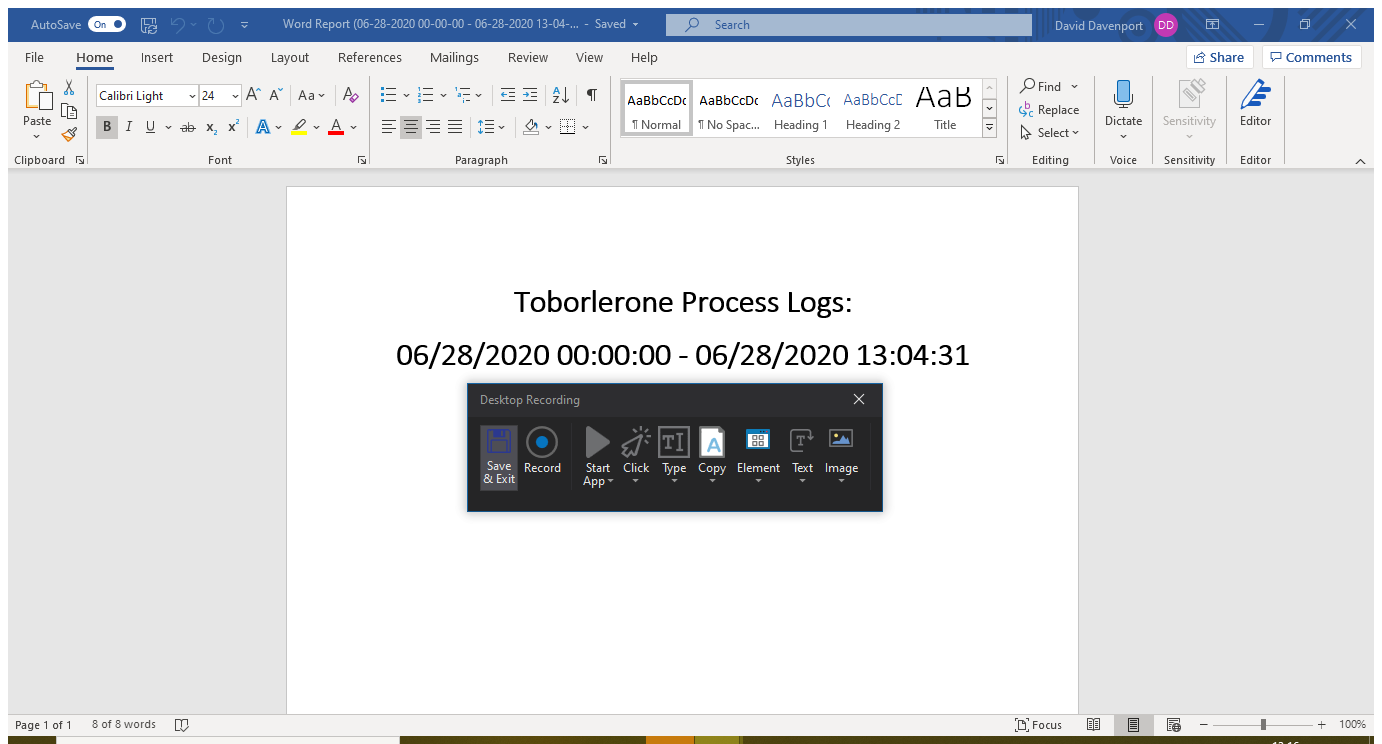 AutoSave On Word Report (06-28-2020 00-00-00 - 06-28-2020 13-04-... - Saved Search David Davenport DD
File Home Insert Design Layout References Mailings Review View Help Share Comments
Calibri Light 24 Aa AaBbCcDc AaBbCcDc AaBbCc AaBbCcD AaB Find
Paste Replace Dictate Sensitivity Editor
B I U ab x2 x2 A A ¶ Normal ¶ No Spac... Heading 1 Heading 2 Title Select
Clipboard Font Paragraph Styles Editing Voice Sensitivity Editor
Toborlerone Process Logs:
06/28/2020 00:00:00 - 06/28/2020 13:04:31
Desktop Recording
Save & Exit Record Start App Click Type Copy Element Text Image
Page 1 of 1 8 of 8 words Focus 100%